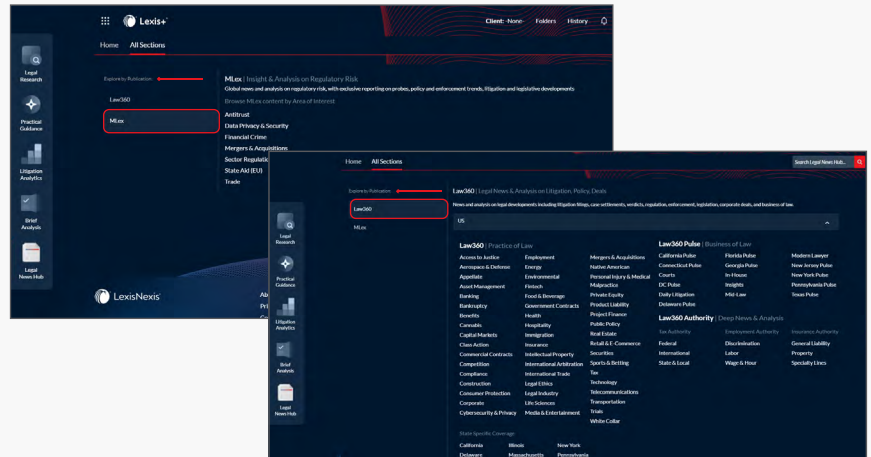 Lexis+
Client: -None- Folders History
Home All Sections
Legal
Research
Practical
Guidance
Litigation
Analytics
Brief
Analysis
Legal
News Hub
Explore by Publication
Law360
MLex
MLex | Insight & Analysis on Regulatory Risk
Global news and analysis on regulatory risk, with exclusive reporting on probes, policy and enforcement trends, litigation and legislative developments
Browse MLex content by Area of Interest
Antitrust
Data Privacy & Security
Financial Crime
Mergers & Acquisitions
Sector Regulatio
State Aid (EU)
Trade
LexisNexis
Ab
Pri
Home All Sections
Search Legal News Hub...
Legal
Research
Practical
Guidance
Litigation
Analytics
Brief
Analysis
Legal
News Hub
Explore by Publication
Law360
MLex
Law360 | Legal News & Analysis on Litigation, Policy, Deals
News and analysis on legal developments including litigation filings, case settlements, verdicts, regulation, enforcement, legislation, corporate deals, and business of law.
US
Law360 | Practice of Law
Access to Justice
Aerospace & Defense
Appellate
Asset Management
Banking
Bankruptcy
Benefits
Cannabis
Capital Markets
Class Action
Commercial Contracts
Competition
Compliance
Construction
Consumer Protection
Corporate
Cybersecurity & Privacy
Employment
Energy
Environmental
Fintech
Food & Beverage
Government Contracts
Health
Hospitality
Immigration
Insurance
Intellectual Property
International Arbitration
International Trade
Legal Ethics
Legal Industry
Life Sciences
Media & Entertainment
Mergers & Acquisitions
Native American
Personal Injury & Medical
Malpractice
Private Equity
Product Liability
Project Finance
Public Policy
Real Estate
Retail & E-Commerce
Securities
Sports & Betting
Tax
Technology
Telecommunications
Transportation
Trials
White Collar
Law360 Pulse | Business of Law
California Pulse
Connecticut Pulse
Courts
DC Pulse
Daily Litigation
Delaware Pulse
Florida Pulse
Georgia Pulse
In-House
Insights
Mid-Law
Modern Lawyer
New Jersey Pulse
New York Pulse
Pennsylvania Pulse
Texas Pulse
Law360 Authority | Deep News & Analysis
Tax Authority
Federal
International
State & Local
Employment Authority
Discrimination
Labor
Wage & Hour
Insurance Authority
General Liability
Property
Specialty Lines
State Specific Coverage
California Illinois New York
Delaware Massachusetts Pennsylvania